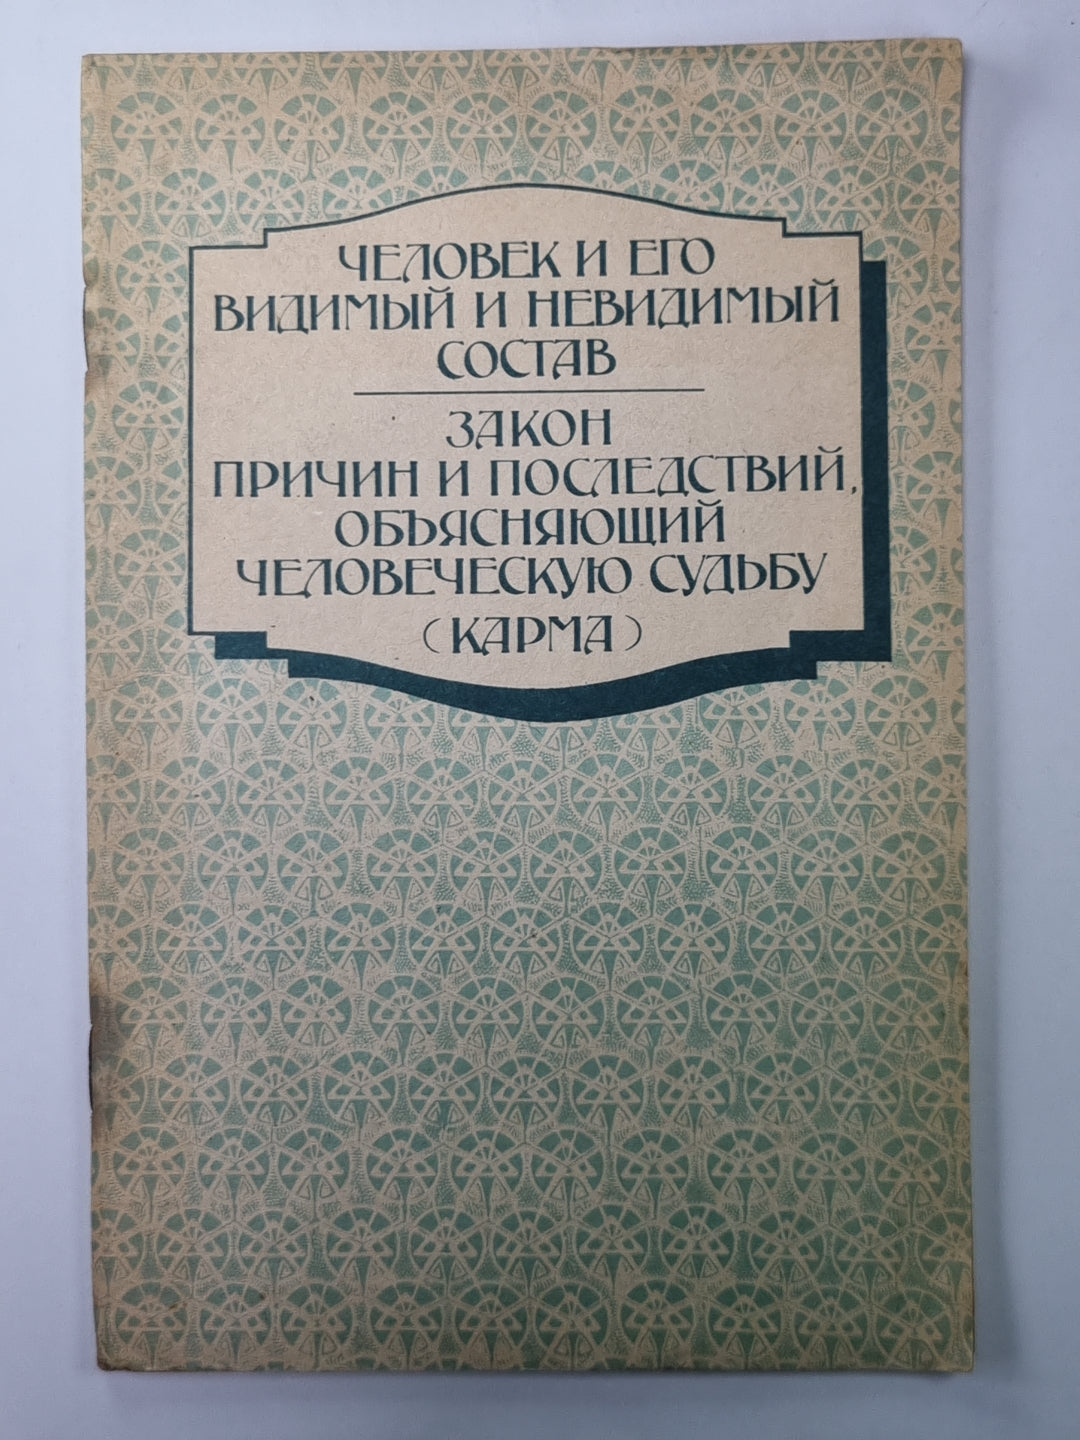 ЧЕЛОВЕК И ЕГО
ВИДИМЫЙ И НЕВИДИМЫЙ
СОСТАВ
ЗАКОН
ПРИЧИН И ПОСЛЕДСТВИЙ,
ОБЪЯСНЯЮЩИЙ
ЧЕЛОВЕЧЕСКУЮ СУДЬБУ
(КАРМА)